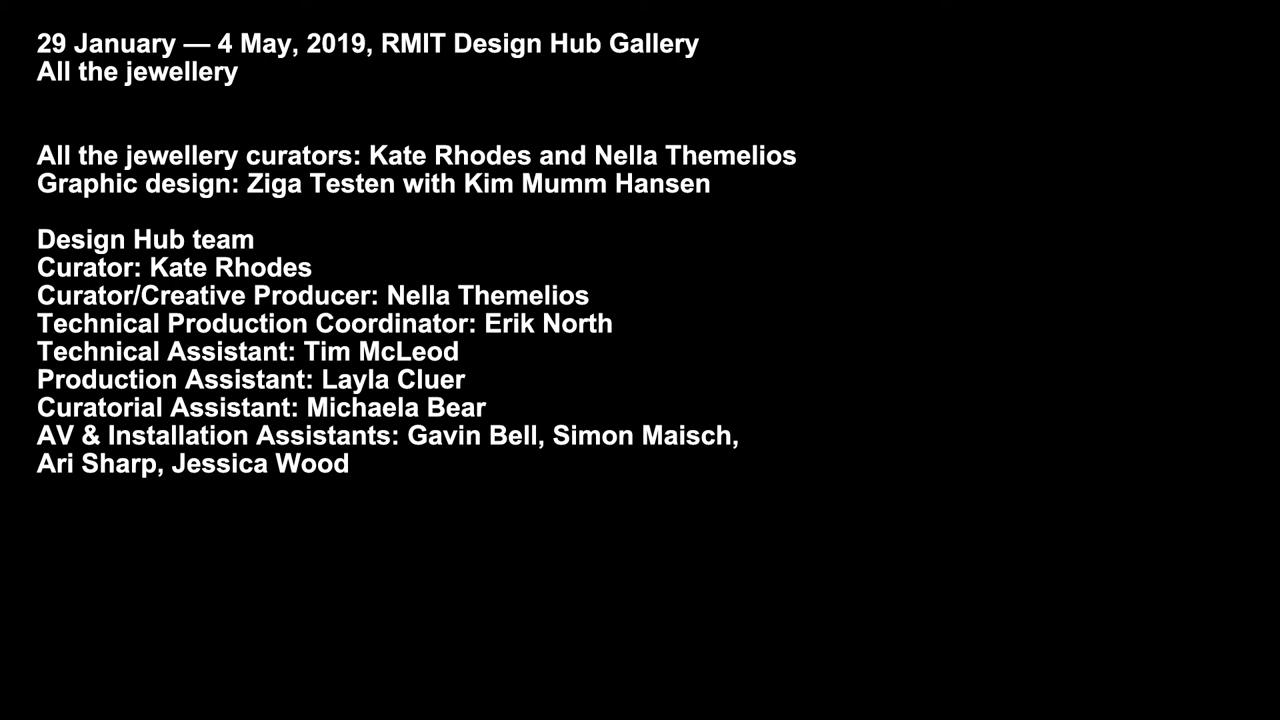 29 January — 4 May, 2019, RMIT Design Hub Gallery
All the jewellery
All the jewellery curators: Kate Rhodes and Nella Themelios
Graphic design: Ziga Testen with Kim Mumm Hansen
Design Hub team
Curator: Kate Rhodes
Curator/Creative Producer: Nella Themelios
Technical Production Coordinator: Erik North
Technical Assistant: Tim McLeod
Production Assistant: Layla Cluer
Curatorial Assistant: Michaela Bear
AV & Installation Assistants: Gavin Bell, Simon Maisch,
Ari Sharp, Jessica Wood